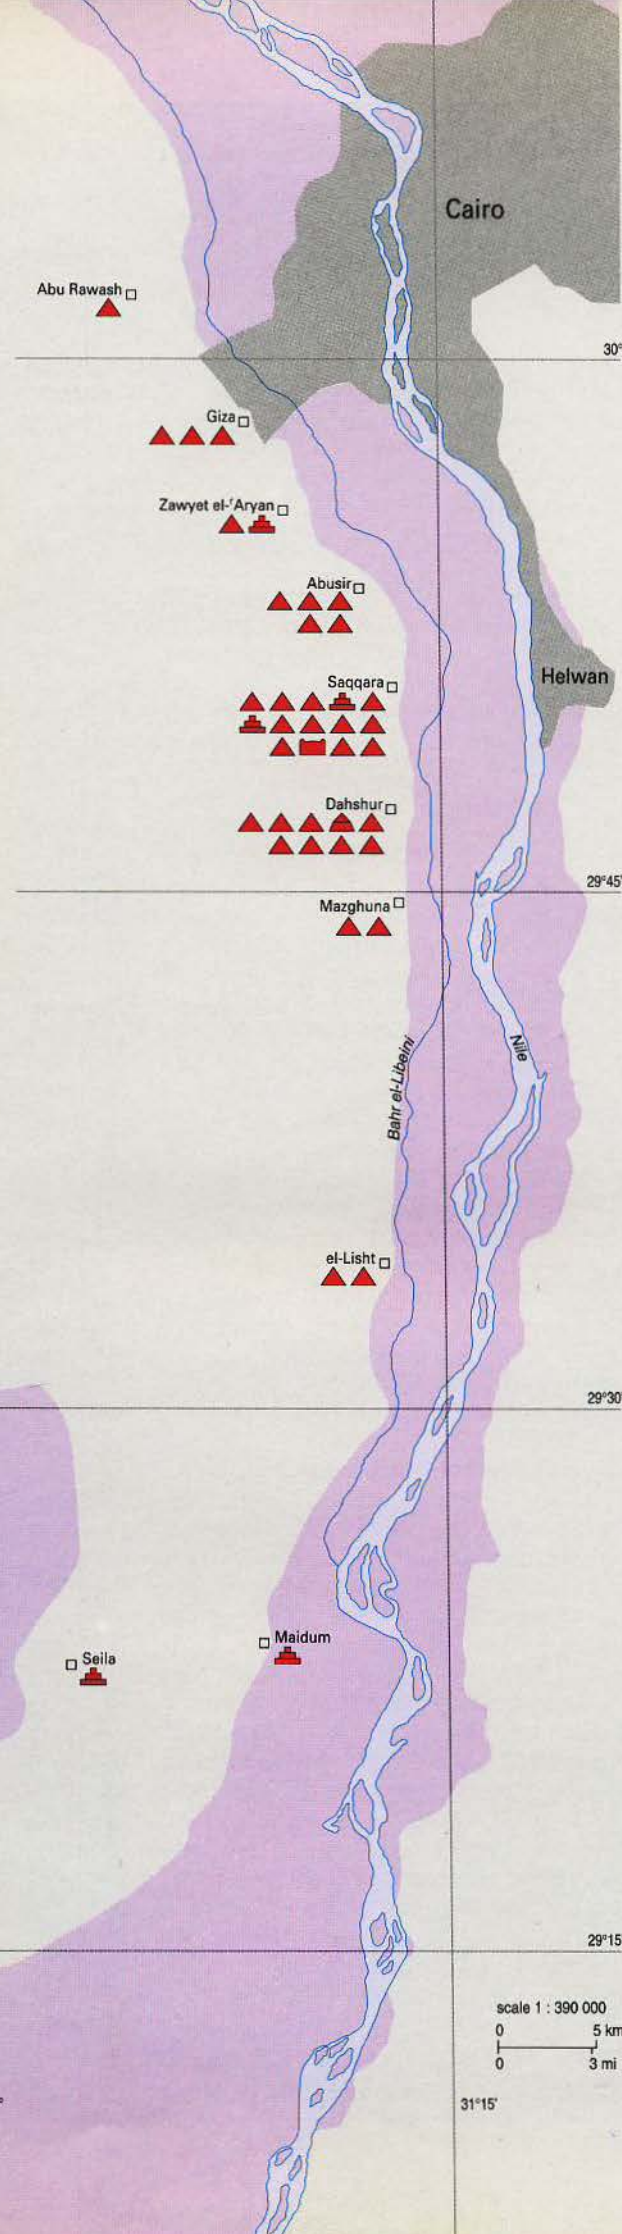 Cairo
Abu Rawash
30°
Giza
Zawyet el-ʿAryan
Abusir
Saqqara
Helwan
Dahshur
29°45'
Mazghuna
Nile
Bahr el-Libeini
el-Lisht
29°30'
Maidum
Seila
29°15'
scale 1 : 390 000
0 5 km
0 3 mi
31°15'
°